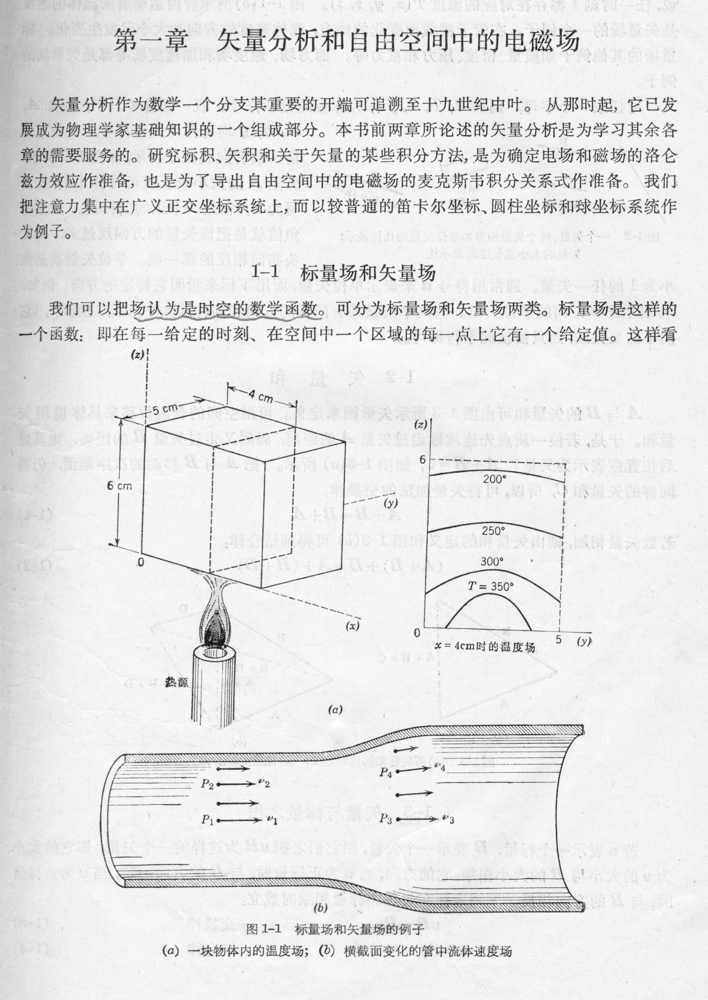 第一章 矢量分析和自由空间中的电磁场
矢量分析作为数学一个分支其重要的开端可追溯至十九世纪中叶。 从那时起, 它已发
展成为物理学家基础知识的一个组成部分。本书前两章所论述的矢量分析是为学习其余各
章的需要服务的。研究标积、矢积和关于矢量的某些积分方法, 是为确定电场和磁场的洛仑
兹力效应作准备, 也是为了导出自由空间中的电磁场的麦克斯韦积分关系式作准备。 我们
把注意力集中在广义正交坐标系统上, 而以较普通的笛卡尔坐标、圆柱坐标和球坐标系统作
为例子。
1-1 标量场和矢量场
我们可以把场认为是时空的数学函数。可分为标量场和矢量场两类。标量场是这样的
一个函数: 即在每一给定的时刻、在空间中一个区域的每一点上它有一个给定值。这样看
(z)
4 cm
5 cm
6 cm
(y)
0
(x)
热源
(z)
6
200°
250°
300°
T = 350°
0
5
(y)
x = 4cm时的温度场
(a)
P2 v2
P1 v1
P4 v4
P3 v3
(b)
图 1-1 标量场和矢量场的例子
(a) 一块物体内的温度场; (b) 横截面变化的管中流体速度场